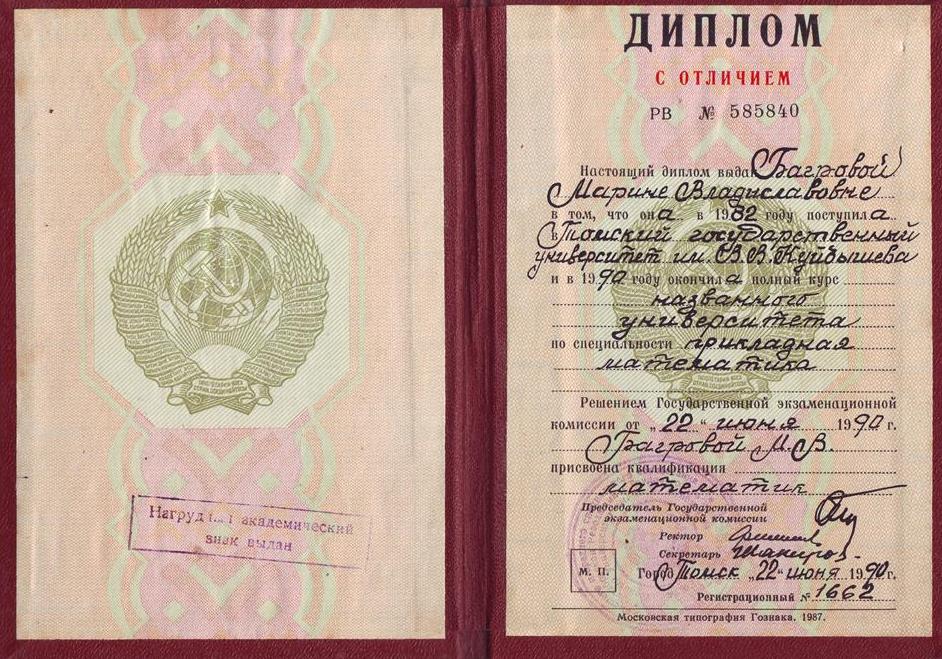 Нагрудный академический
знак выдан
ДИПЛОМ
С ОТЛИЧИЕМ
РВ № 585840
Настоящий диплом выдан Багровой
Марине Владиславовне
в том, что она в 1982 году поступила
в Томский государственный
университет им. В.В. Куйбышева
и в 1990 году окончила полный курс
названного
университета
по специальности прикладная
математика
Решением Государственной экзаменационной
комиссии от „22“ июня 1990 г.
Багровой М.В.
присвоена квалификация
математик
Председатель Государственной
экзаменационной комиссии
Ректор
Секретарь
М. П.
Город Томск „22“ июня 1990 г.
Регистрационный № 1662
Московская типография Гознака. 1987.